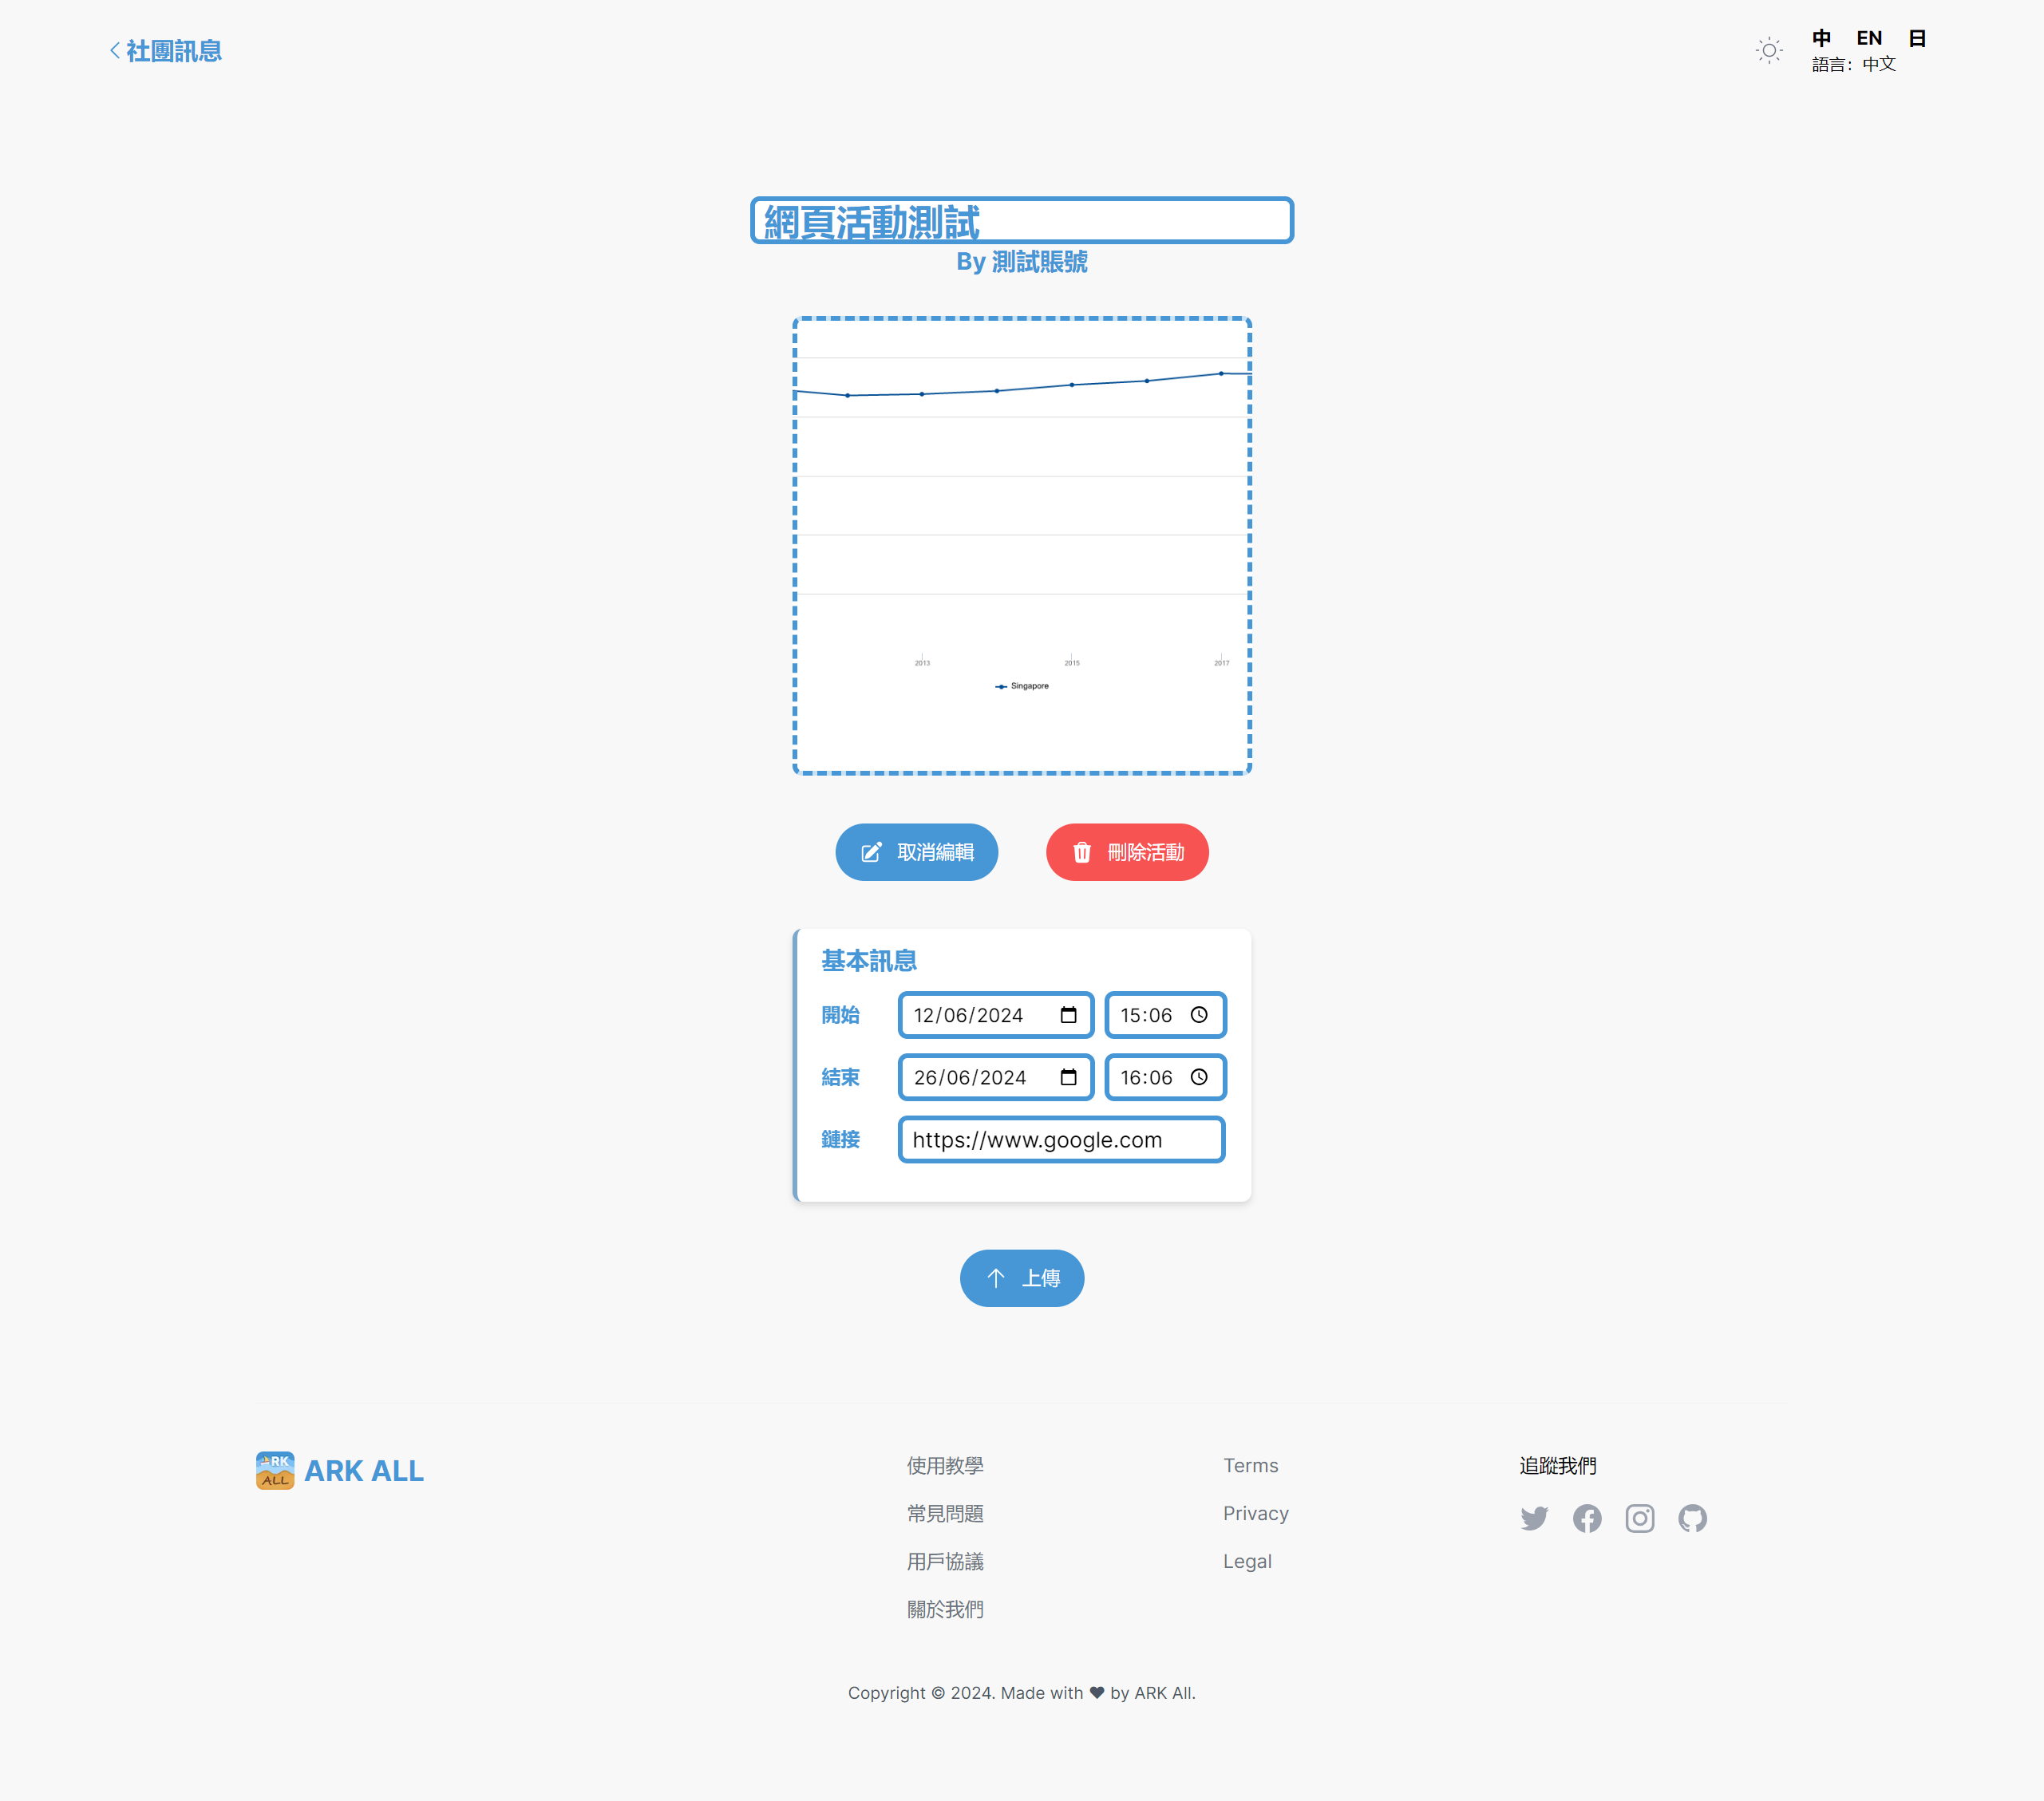 社團訊息
中 EN 日
語言：中文
網頁活動測試
By 測試賬號
2013 2015 2017
Singapore
取消編輯 刪除活動
基本訊息
開始 12/06/2024 15:06
結束 26/06/2024 16:06
鏈接 https://www.google.com
上傳
ARK ALL
ARK ALL
使用教學 Terms 追蹤我們
常見問題 Privacy
用戶協議 Legal
關於我們
Copyright © 2024. Made with ❤ by ARK All.